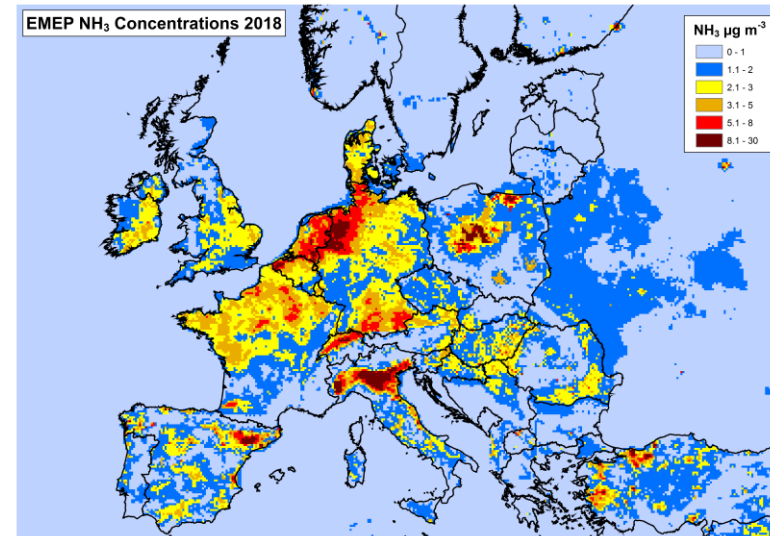 EMEP NH₃ Concentrations 2018
NH₃ µg m⁻³
0 - 1
1.1 - 2
2.1 - 3
3.1 - 5
5.1 - 8
8.1 - 30